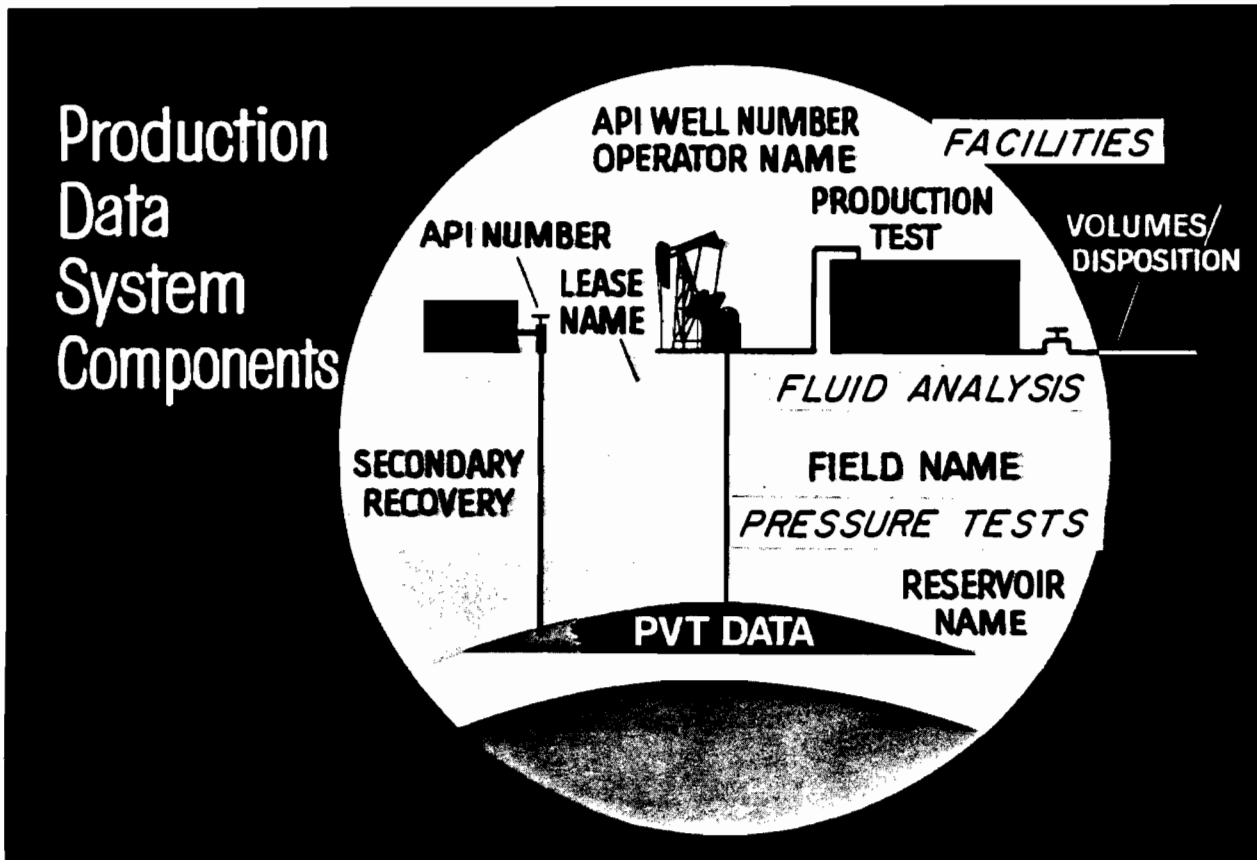 Production
Data
System
Components
API WELL NUMBER
OPERATOR NAME
FACILITIES
PRODUCTION
TEST
VOLUMES/
DISPOSITION
API NUMBER
LEASE
NAME
FLUID ANALYSIS
SECONDARY
RECOVERY
FIELD NAME
PRESSURE TESTS
RESERVOIR
NAME
PVT DATA